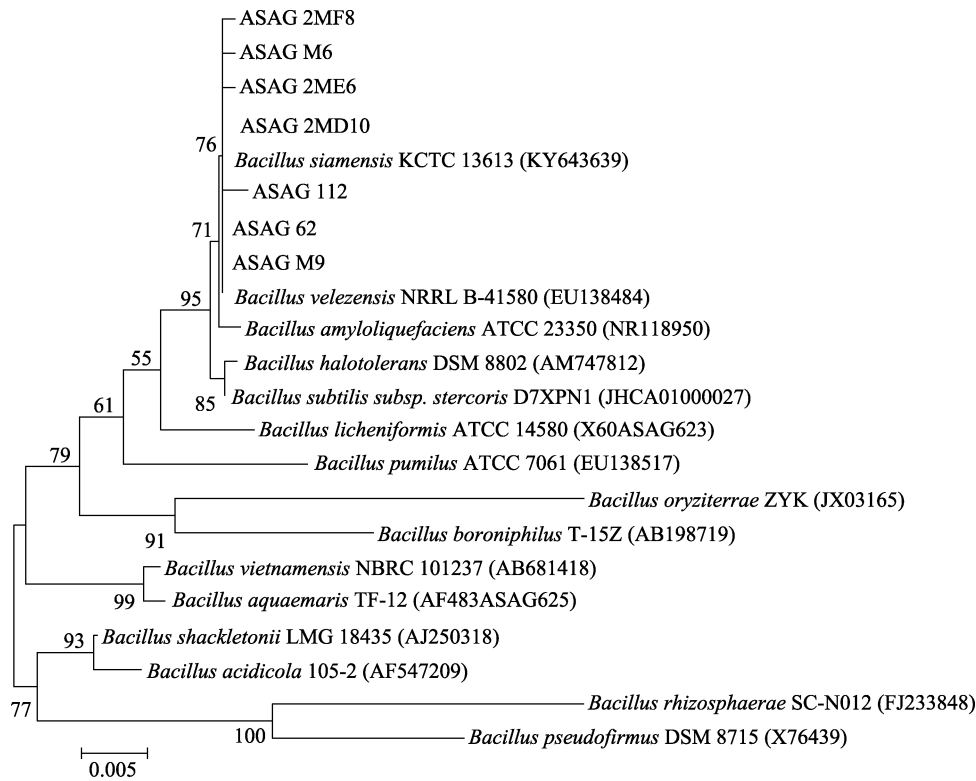 ASAG 2MF8
ASAG M6
ASAG 2ME6
ASAG 2MD10
76
Bacillus siamensis KCTC 13613 (KY643639)
ASAG 112
71
ASAG 62
ASAG M9
95
Bacillus velezensis NRRL B-41580 (EU138484)
Bacillus amyloliquefaciens ATCC 23350 (NR118950)
55
Bacillus halotolerans DSM 8802 (AM747812)
85
Bacillus subtilis subsp. stercoris D7XPN1 (JHCA01000027)
61
Bacillus licheniformis ATCC 14580 (X60ASAG623)
79
Bacillus pumilus ATCC 7061 (EU138517)
Bacillus oryziterrae ZYK (JX03165)
91
Bacillus boroniphilus T-15Z (AB198719)
Bacillus vietnamensis NBRC 101237 (AB681418)
99
Bacillus aquaemaris TF-12 (AF483ASAG625)
93
Bacillus shackletonii LMG 18435 (AJ250318)
Bacillus acidicola 105-2 (AF547209)
77
Bacillus rhizosphaerae SC-N012 (FJ233848)
100
Bacillus pseudofirmus DSM 8715 (X76439)
0.005